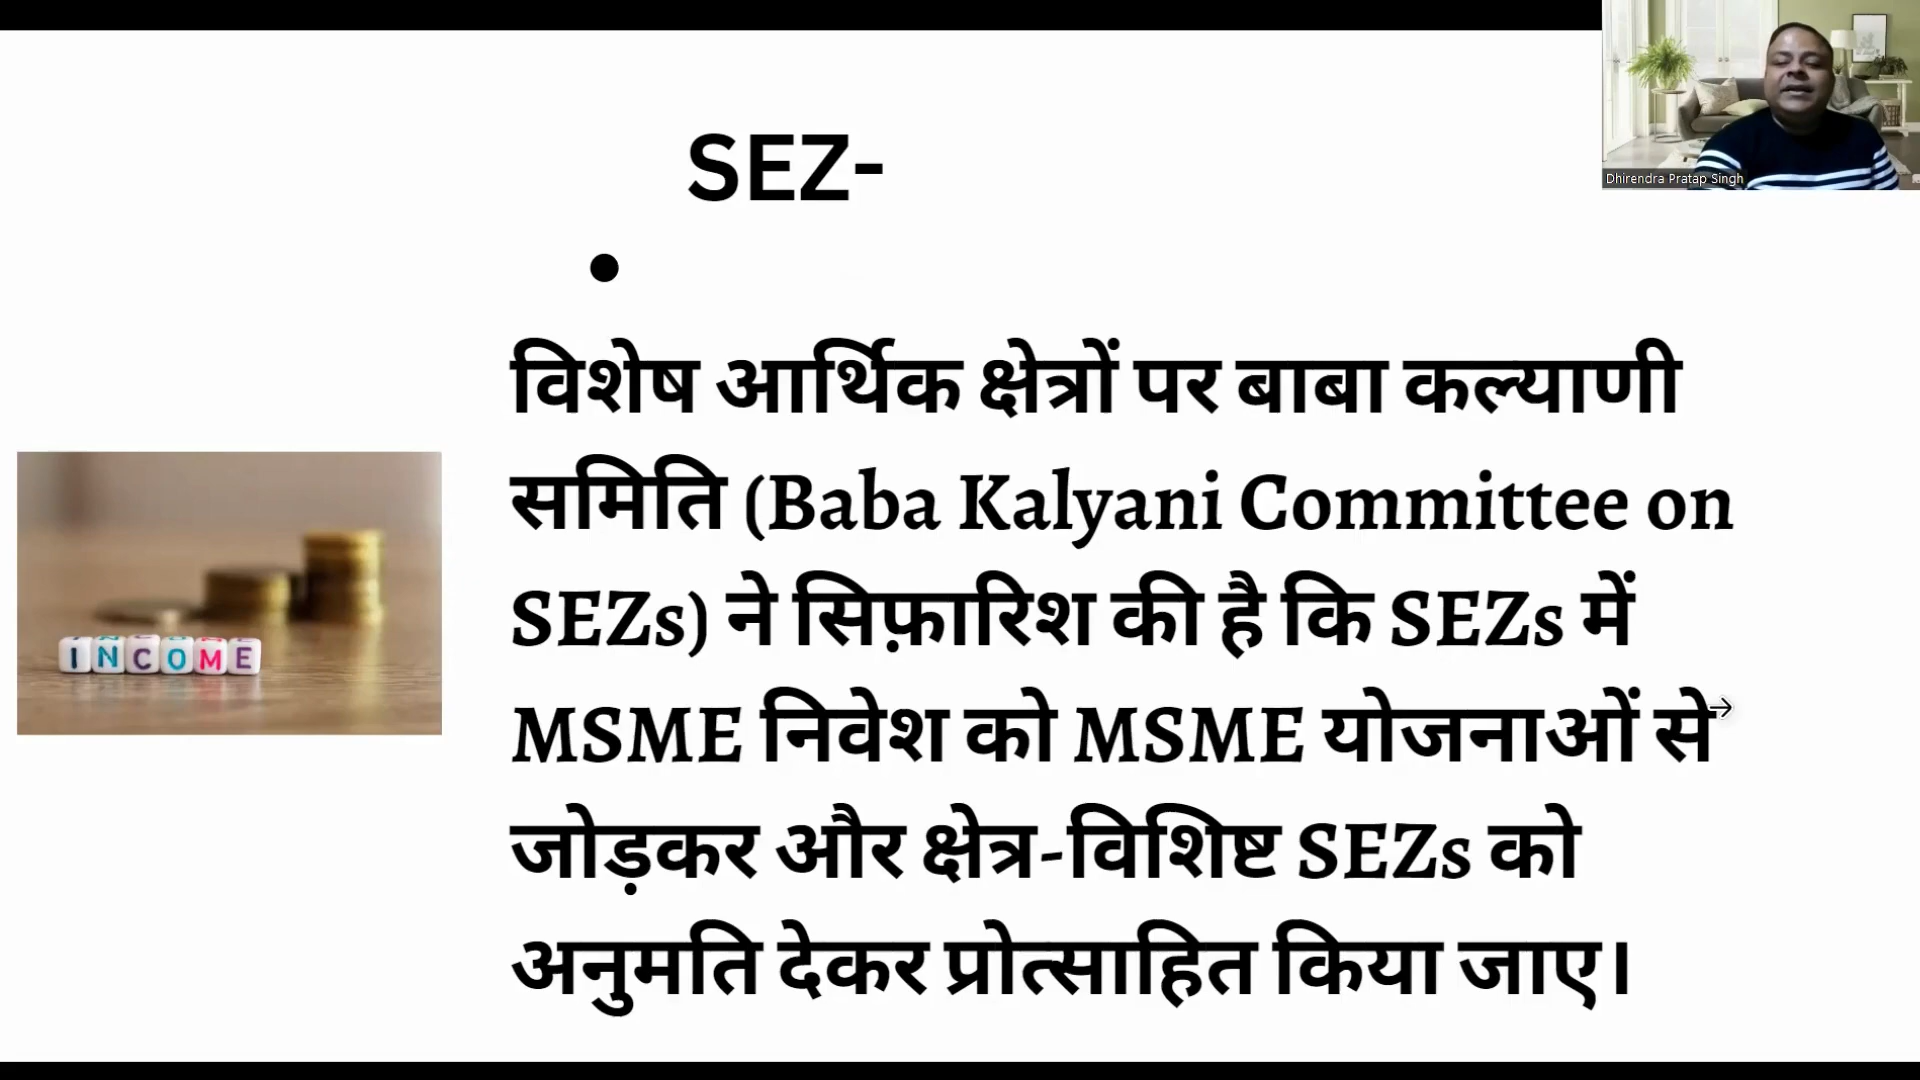 Dhirendra Pratap Singh
SEZ-
विशेष आर्थिक क्षेत्रों पर बाबा कल्याणी
समिति (Baba Kalyani Committee on
SEZs) ने सिफ़ारिश की है कि SEZs में
MSME निवेश को MSME योजनाओं से
जोड़कर और क्षेत्र-विशिष्ट SEZs को
अनुमति देकर प्रोत्साहित किया जाए।
INCOME